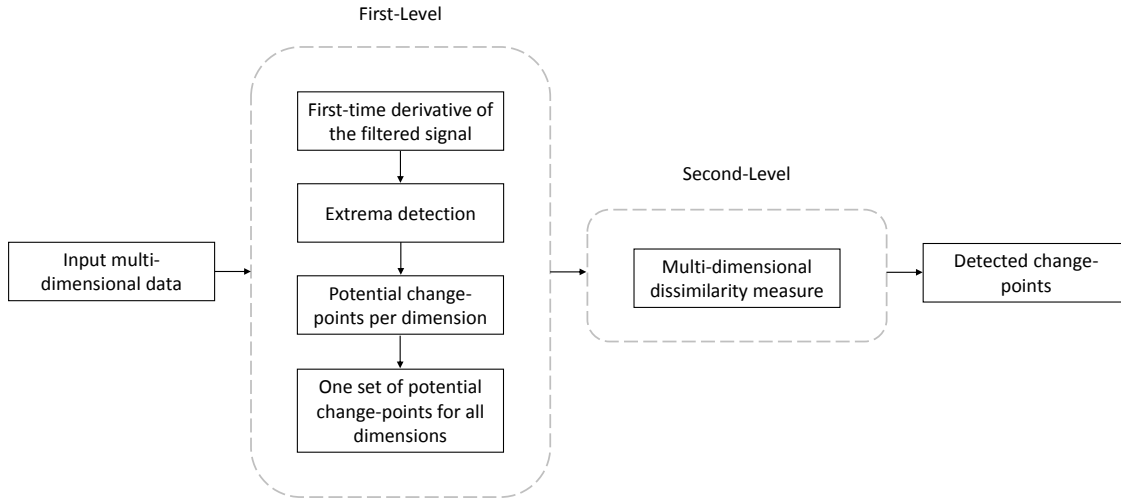 First-Level
First-time derivative of
the filtered signal
Extrema detection
Potential change-
points per dimension
One set of potential
change-points for all
dimensions
Input multi-
dimensional data
Second-Level
Multi-dimensional
dissimilarity measure
Detected change-
points